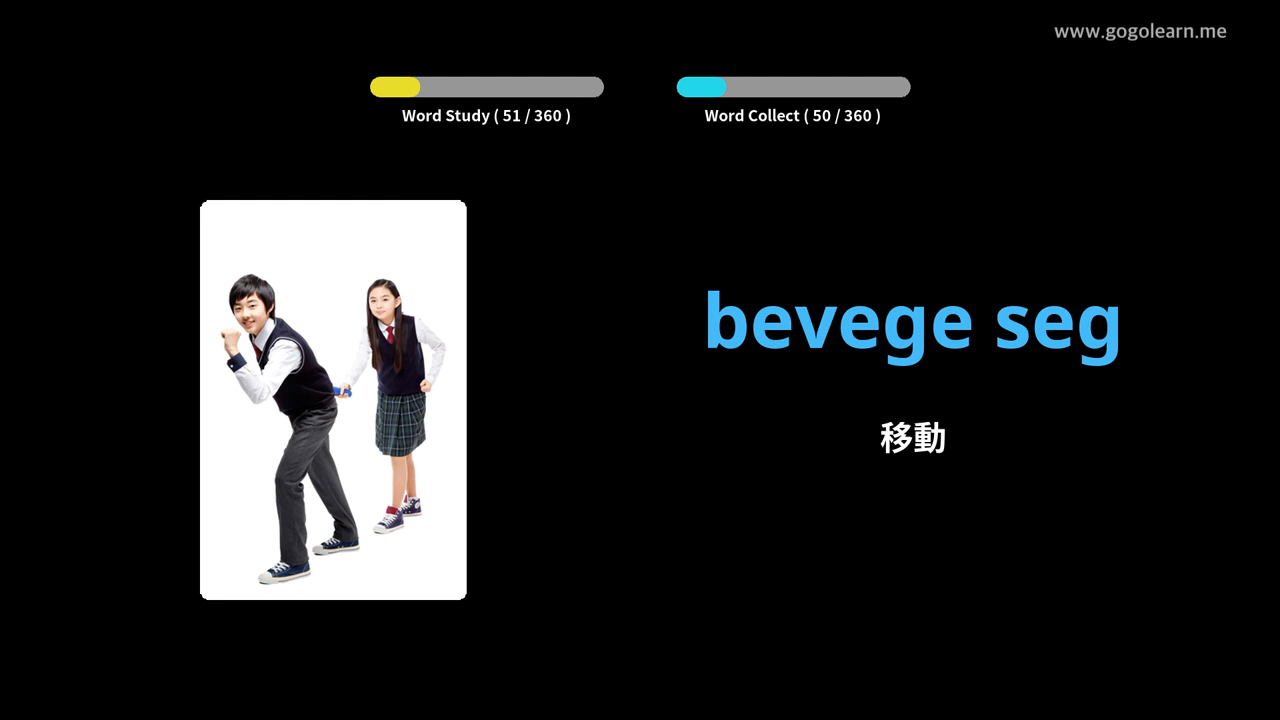 www.gogolearn.me
Word Study ( 51 / 360 )
Word Collect ( 50 / 360 )
bevege seg
移動